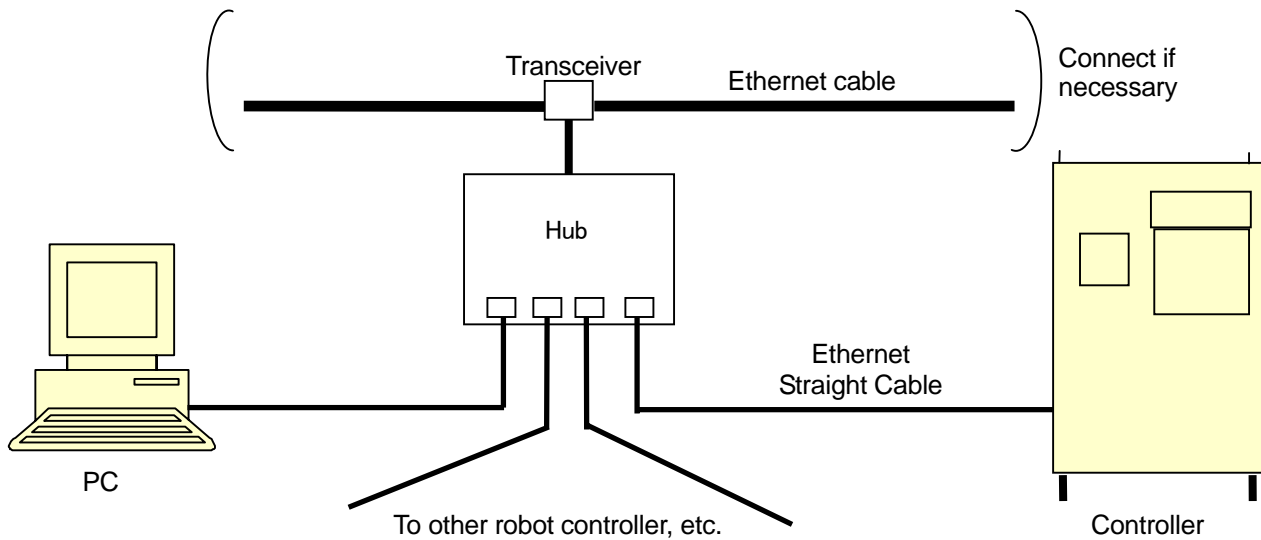 Transceiver
Ethernet cable
Connect if
necessary
Hub
Ethernet
Straight Cable
PC
To other robot controller, etc.
Controller